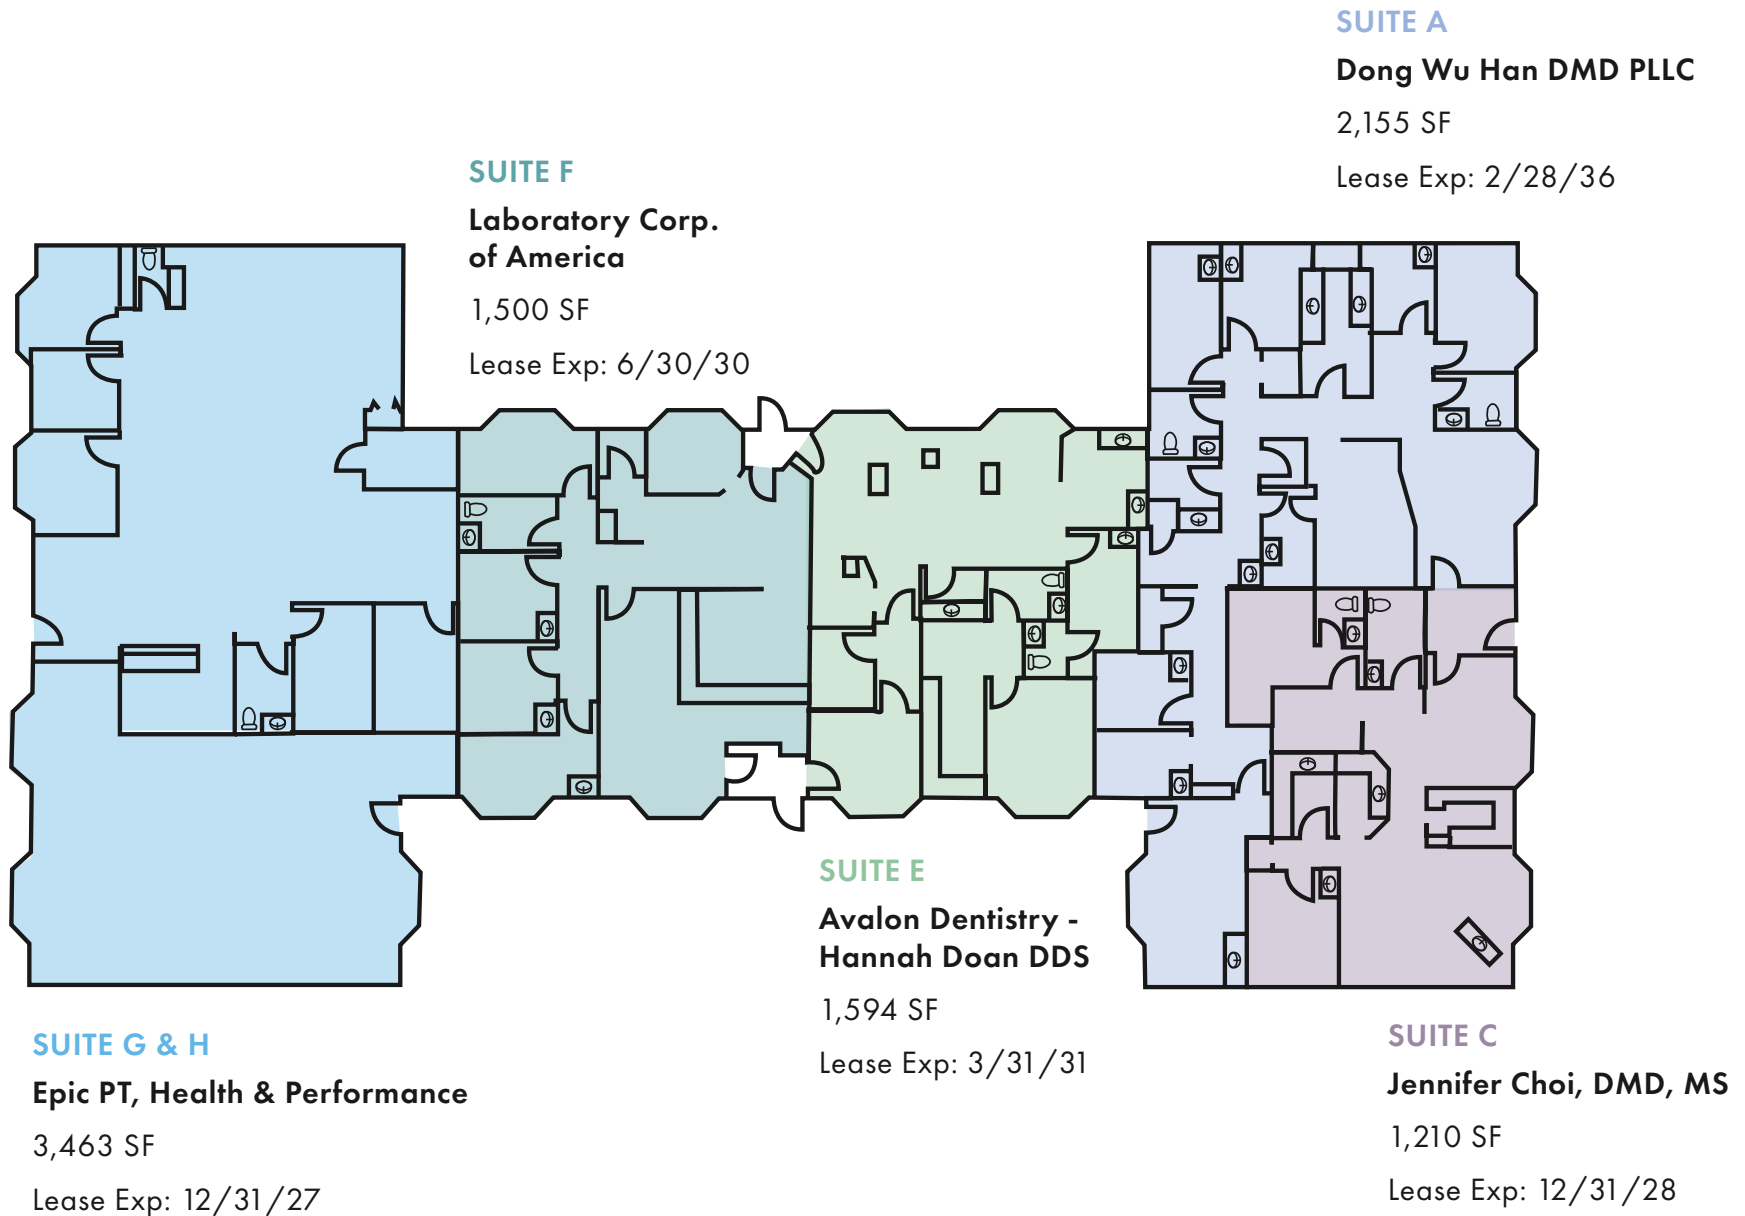 SUITE A
Dong Wu Han DMD PLLC
2,155 SF
Lease Exp: 2/28/36
SUITE F
Laboratory Corp.
of America
1,500 SF
Lease Exp: 6/30/30
SUITE E
Avalon Dentistry -
Hannah Doan DDS
1,594 SF
Lease Exp: 3/31/31
SUITE G & H
Epic PT, Health & Performance
3,463 SF
Lease Exp: 12/31/27
SUITE C
Jennifer Choi, DMD, MS
1,210 SF
Lease Exp: 12/31/28